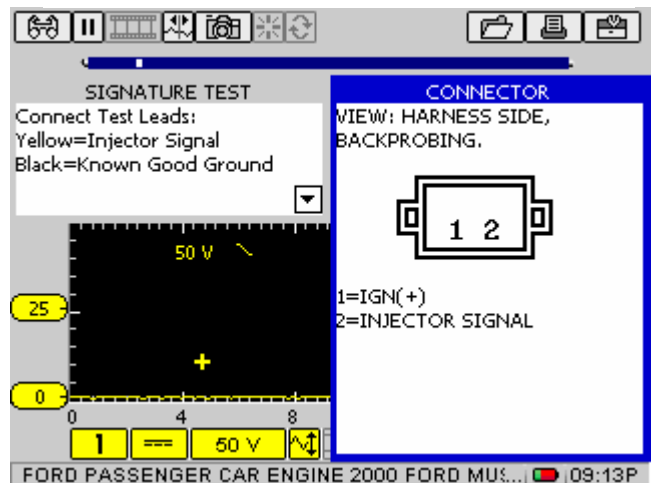 SIGNATURE TEST
Connect Test Leads:
Yellow=Injector Signal
Black=Known Good Ground
CONNECTOR
VIEW: HARNESS SIDE,
BACKPROBING.
1 2
1=IGN(+)
2=INJECTOR SIGNAL
50 V
25
0
0 4 8
1 50 V
FORD PASSENGER CAR ENGINE 2000 FORD MUS... 09:13P